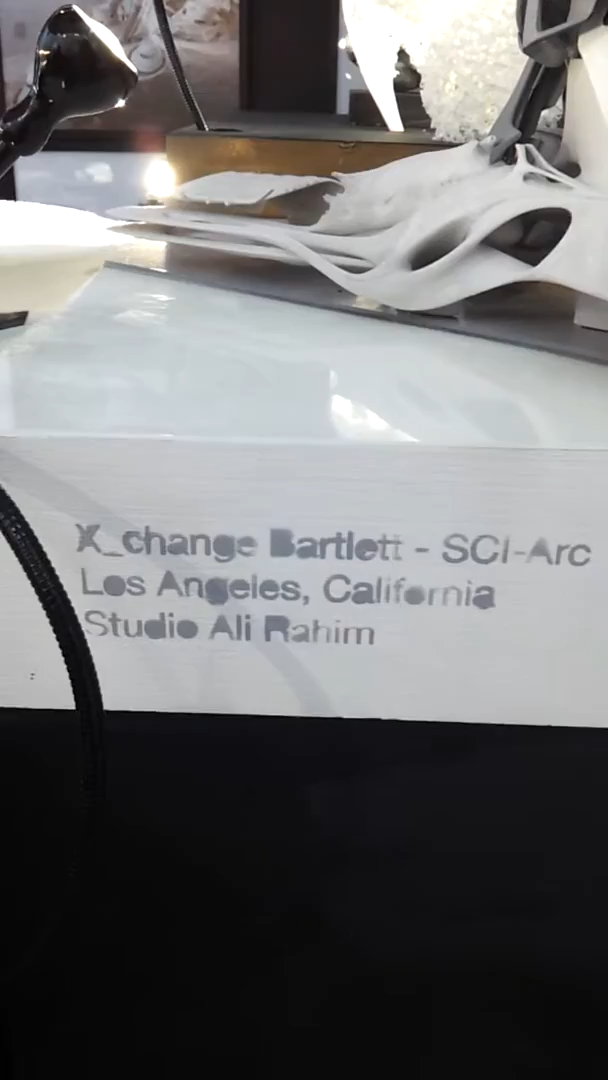 X_change Bartlett - SCI-Arc
Los Angeles, California
Studio Ali Rahim